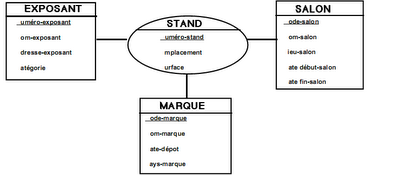 EXPOSANT
uméro-exposant
om-exposant
dresse-exposant
atégorie
STAND
uméro-stand
mplacement
urface
SALON
ode-salon
om-salon
ieu-salon
ate début-salon
ate fin-salon
MARQUE
ode-marque
om-marque
ate-dépot
ays-marque